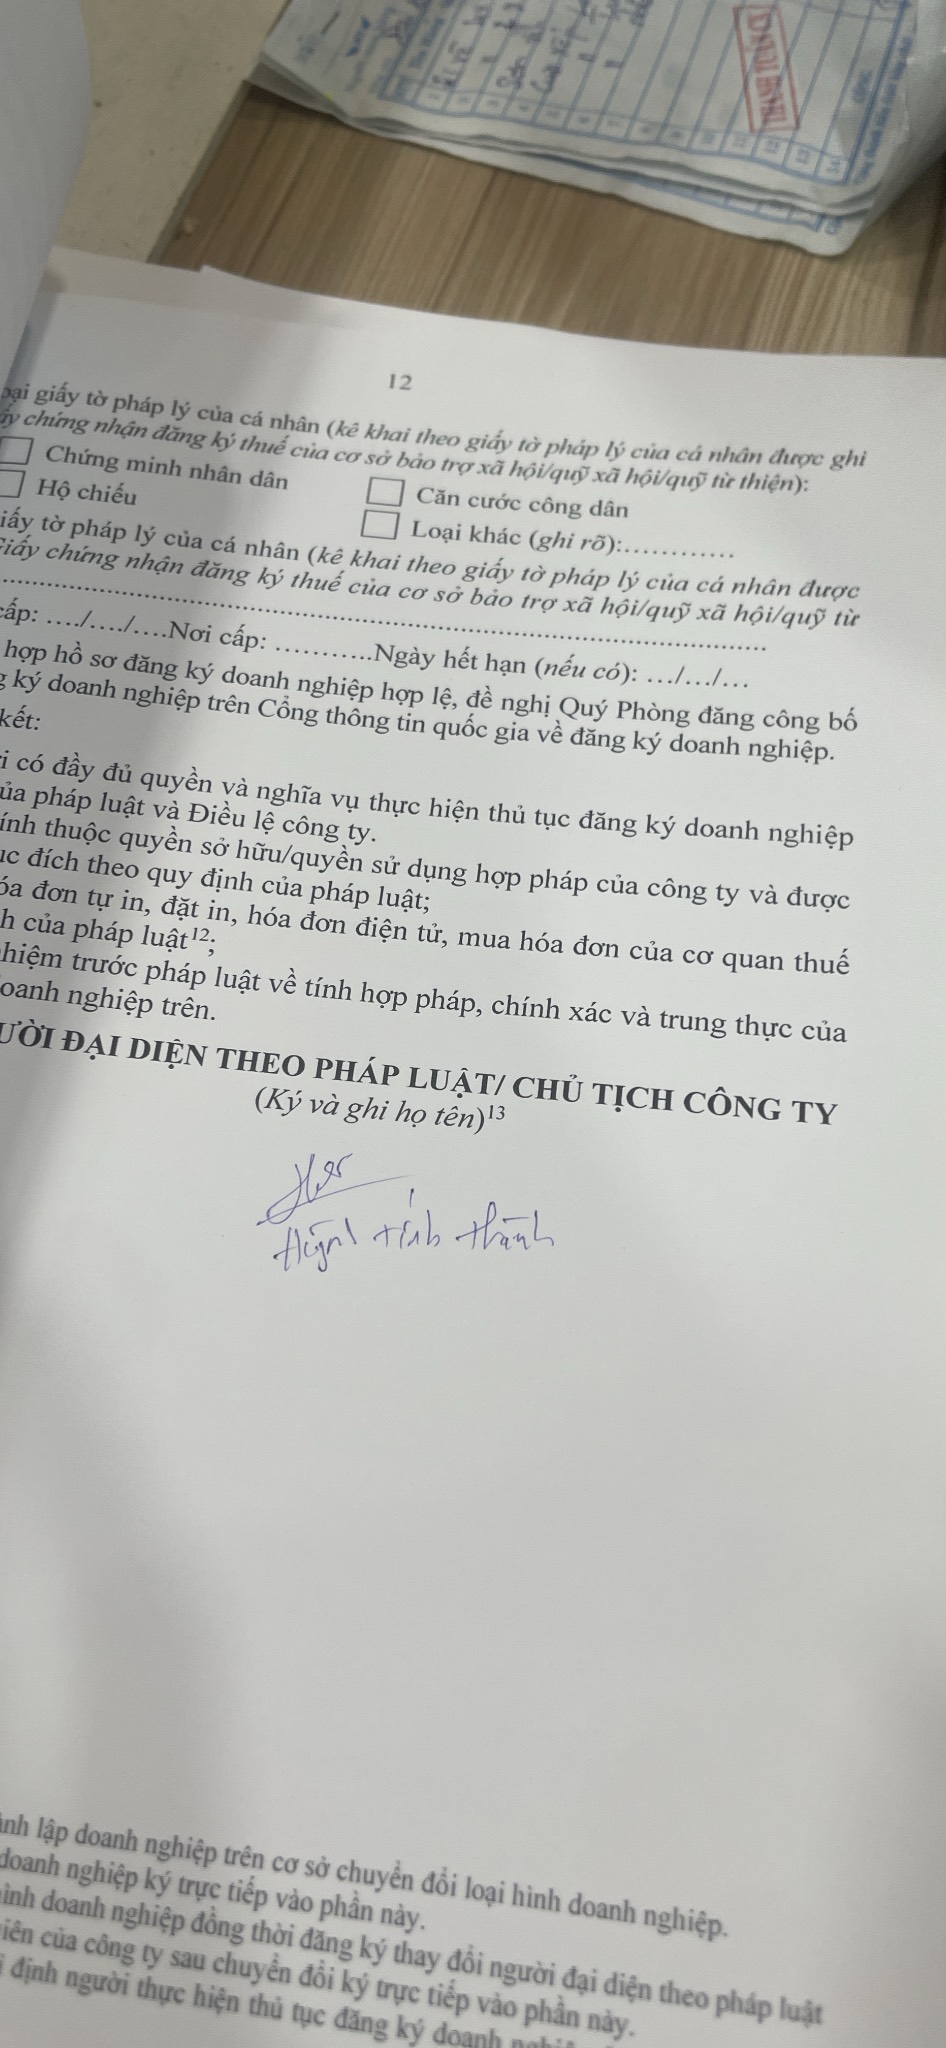 DAIICHI
12
oại giấy tờ pháp lý của cá nhân (kê khai theo giấy tờ pháp lý của cá nhân được ghi
ấy chứng nhận đăng ký thuế của cơ sở bảo trợ xã hội/quỹ xã hội/quỹ từ thiện):
Chứng minh nhân dân
Căn cước công dân
Hộ chiếu
Loại khác (ghi rõ):............
iấy tờ pháp lý của cá nhân (kê khai theo giấy tờ pháp lý của cá nhân được
Giấy chứng nhận đăng ký thuế của cơ sở bảo trợ xã hội/quỹ xã hội/quỹ từ
cấp: …./…./….Nơi cấp: ………..Ngày hết hạn (nếu có): …/…/…
hợp hồ sơ đăng ký doanh nghiệp hợp lệ, đề nghị Quý Phòng đăng công bố
g ký doanh nghiệp trên Cổng thông tin quốc gia về đăng ký doanh nghiệp.
kết:
i có đầy đủ quyền và nghĩa vụ thực hiện thủ tục đăng ký doanh nghiệp
ủa pháp luật và Điều lệ công ty.
ính thuộc quyền sở hữu/quyền sử dụng hợp pháp của công ty và được
ục đích theo quy định của pháp luật;
óa đơn tự in, đặt in, hóa đơn điện tử, mua hóa đơn của cơ quan thuế
h của pháp luật¹²;
hiệm trước pháp luật về tính hợp pháp, chính xác và trung thực của
oanh nghiệp trên.
ƯỜI ĐẠI DIỆN THEO PHÁP LUẬT/ CHỦ TỊCH CÔNG TY
(Ký và ghi họ tên)¹³
Huỳnh Tính Thành
ành lập doanh nghiệp trên cơ sở chuyển đổi loại hình doanh nghiệp.
doanh nghiệp ký trực tiếp vào phần này.
hình doanh nghiệp đồng thời đăng ký thay đổi người đại diện theo pháp luật
iên của công ty sau chuyển đổi ký trực tiếp vào phần này.
ỉ định người thực hiện thủ tục đăng ký doanh nghiệ